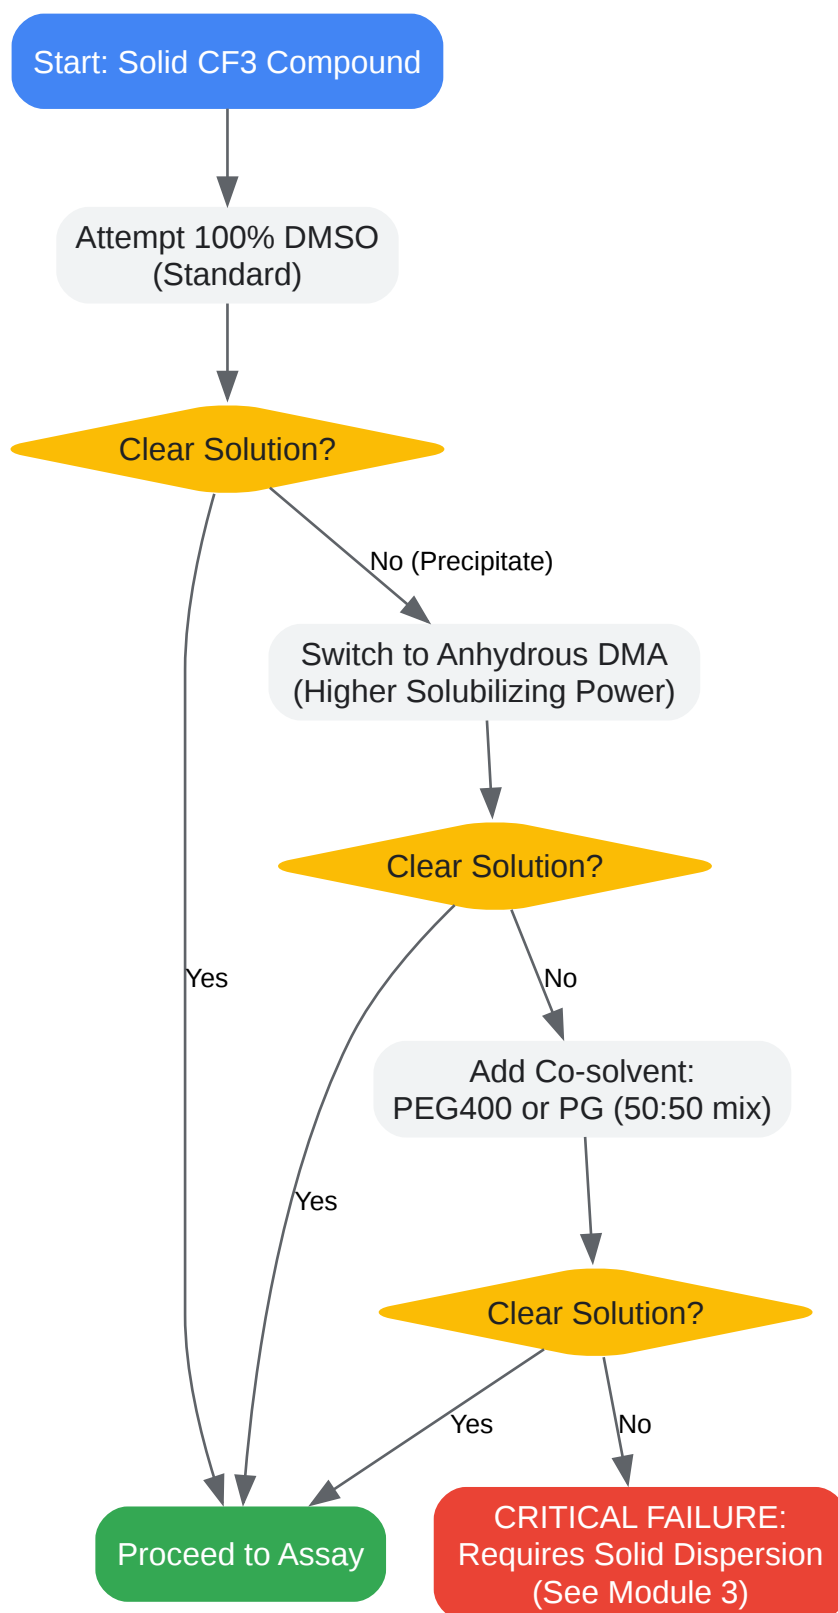 Start: Solid CF3 Compound
Attempt 100% DMSO
(Standard)
Clear Solution?
No (Precipitate)
Switch to Anhydrous DMA
(Higher Solubilizing Power)
Clear Solution?
Yes
No
Add Co-solvent:
PEG400 or PG (50:50 mix)
Yes
Clear Solution?
Yes
No
Proceed to Assay
CRITICAL FAILURE:
Requires Solid Dispersion
(See Module 3)